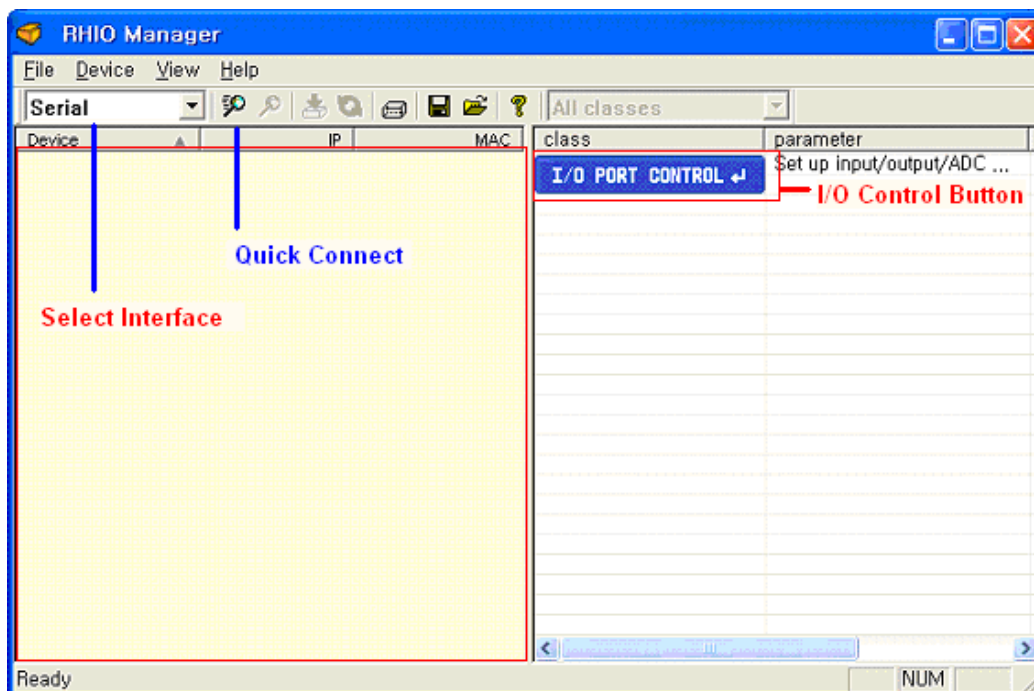 RHIO Manager
File Device View Help
Serial All classes
Device IP MAC class parameter
I/O PORT CONTROL Set up input/output/ADC ...
I/O Control Button
Quick Connect
Select Interface
Ready NUM